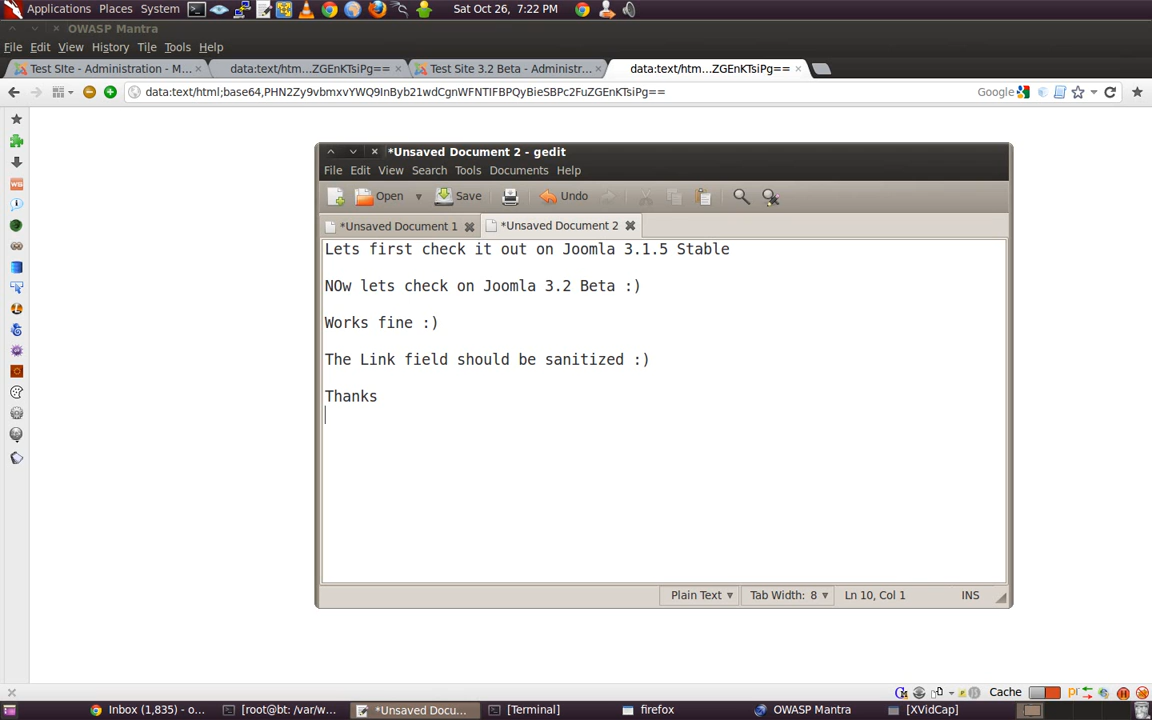 Applications Places System Sat Oct 26, 7:22 PM
OWASP Mantra
File Edit View History Tile Tools Help
Test SIte - Administration - M... data:text/htm...ZGEnKTsiPg== Test Site 3.2 Beta - Administr... data:text/htm...ZGEnKTsiPg==
Google
*Unsaved Document 2 - gedit
File Edit View Search Tools Documents Help
Open Save Undo
*Unsaved Document 1 *Unsaved Document 2
Lets first check it out on Joomla 3.1.5 Stable
NOw lets check on Joomla 3.2 Beta :)
Works fine :)
The Link field should be sanitized :)
Thanks
Plain Text Tab Width: 8 Ln 10, Col 1 INS
Cache
Inbox (1,835) - o... [root@bt: /var/w... *Unsaved Docu... [Terminal] firefox OWASP Mantra [XVidCap]